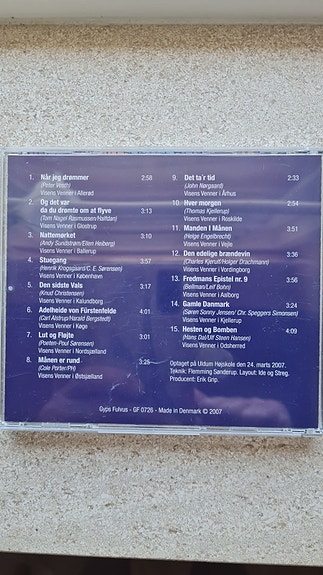 1. Når jeg drømmer 2:58
(Peter Vesth)
Visens Venner i Allerød
2. Og det var
da du drømte om at flyve 3:13
(Tom Nagel Rasmussen/Halfdan)
Visens Venner i Glostrup
3. Nattemørket 3:10
(Andy Sundstrøm/Ellen Heiberg)
Visens Venner i Ballerup
4. Stuegang 3:57
(Henrik Krogsgaard/C. E. Sørensen)
Visens Venner i København
5. Den sidste Vals 3:17
(Knud Christensen)
Visens Venner i Kalundborg
6. Adelheide von Fürstenfelde 4:01
(Carl Alstrup/Harald Bergstedt)
Visens Venner i Køge
7. Lut og Fløjte 3:01
(Porten-Poul Sørensen)
Visens Venner i Nordsjælland
8. Månen er rund 3:25
(Cole Porter/PH)
Visens Venner i Østsjælland
9. Det ta'r tid 2:33
(John Nørgaard)
Visens Venner i Århus
10. Hver morgen 2:54
(Thomas Kjellerup)
Visens Venner i Roskilde
11. Manden i Månen 3:29
(Helge Engelbrecht)
Visens Venner i Vejle
12. Den edelige brændevin 3:26
(Charles Kjerulf/Holger Drachmann)
Visens Venner i Vordingborg
13. Fredmans Epistel nr. 9 3:26
(Bellman/Leif Bohn)
Visens Venner i Aalborg
14. Gamle Danmark 3:24
(Søren Sonny Jensen/ Chr. Speggers Simonsen)
Visens Venner i Kjellerup
15. Hesten og Bomben 4:09
(Hans Dal/Ulf Steen Hansen)
Visens Venner i Odsherred
Optaget på Uldum Højskole den 24. marts 2007.
Teknik: Flemming Sønderup. Layout: Ide og Streg.
Producent: Erik Grip.
Gyps Fulvus - GF 0726 - Made in Denmark © 2007